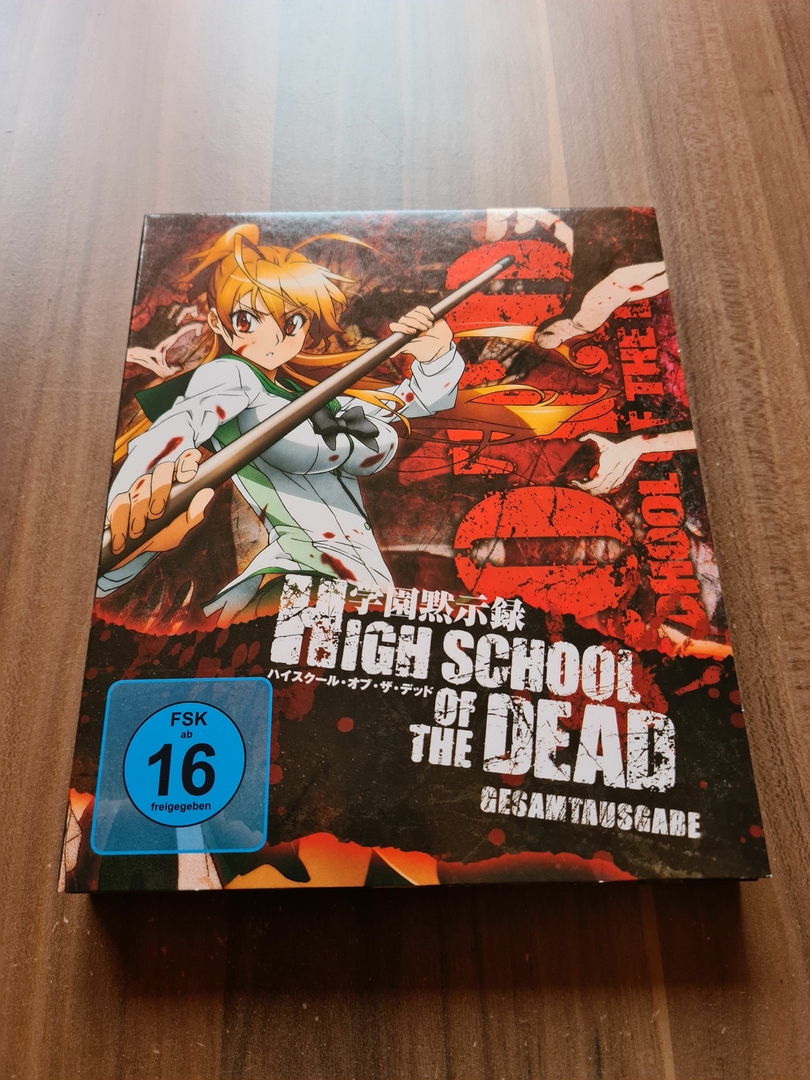 学園黙示録
HIGH SCHOOL
ハイスクール・オブ・ザ・デッド
OF
THE DEAD
GESAMTAUSGABE
FSK
ab
16
freigegeben